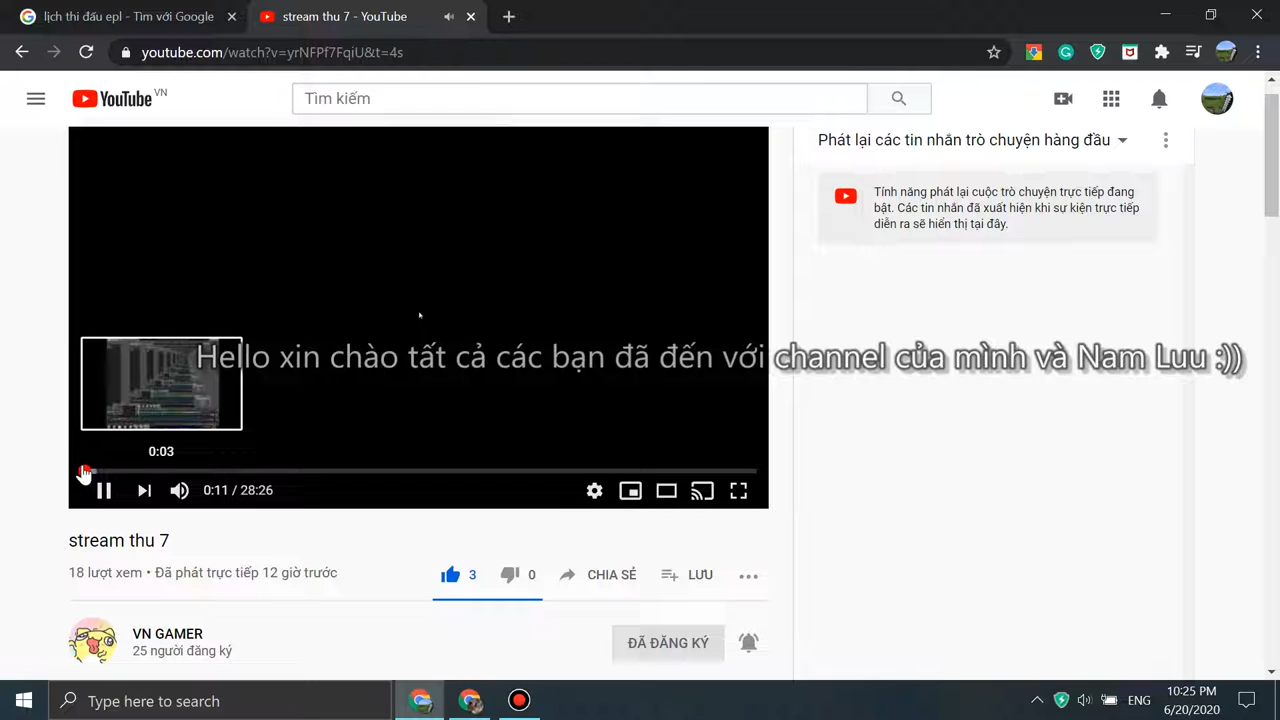 lịch thi đấu epl - Tìm với Google
stream thu 7 - YouTube
youtube.com/watch?v=yrNFPf7FqiU&t=4s
YouTube VN
Tìm kiếm
Phát lại các tin nhắn trò chuyện hàng đầu
Tính năng phát lại cuộc trò chuyện trực tiếp đang
bật. Các tin nhắn đã xuất hiện khi sự kiện trực tiếp
diễn ra sẽ hiển thị tại đây.
Hello xin chào tất cả các bạn đã đến với channel của mình và Nam Luu :))
0:03
0:11 / 28:26
stream thu 7
18 lượt xem • Đã phát trực tiếp 12 giờ trước
3
0
CHIA SẺ
LƯU
VN GAMER
25 người đăng ký
ĐÃ ĐĂNG KÝ
Type here to search
ENG
10:25 PM
6/20/2020